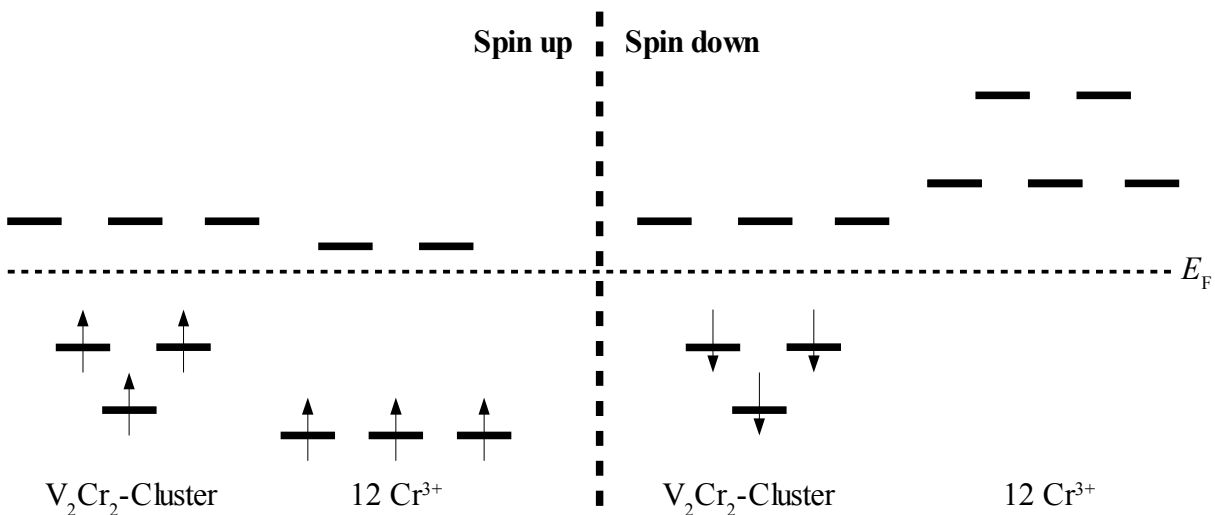 Spin up Spin down
E_F
V₂Cr₂-Cluster 12 Cr³⁺ V₂Cr₂-Cluster 12 Cr³⁺